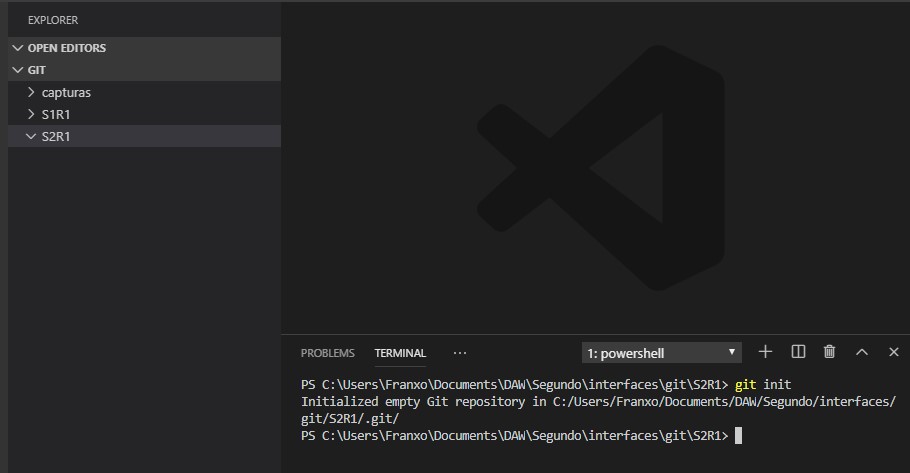 EXPLORER
OPEN EDITORS
GIT
capturas
S1R1
S2R1
PROBLEMS TERMINAL ... 1: powershell
PS C:\Users\Franxo\Documents\DAW\Segundo\interfaces\git\S2R1> git init
Initialized empty Git repository in C:/Users/Franxo/Documents/DAW/Segundo/interfaces/
git/S2R1/.git/
PS C:\Users\Franxo\Documents\DAW\Segundo\interfaces\git\S2R1>